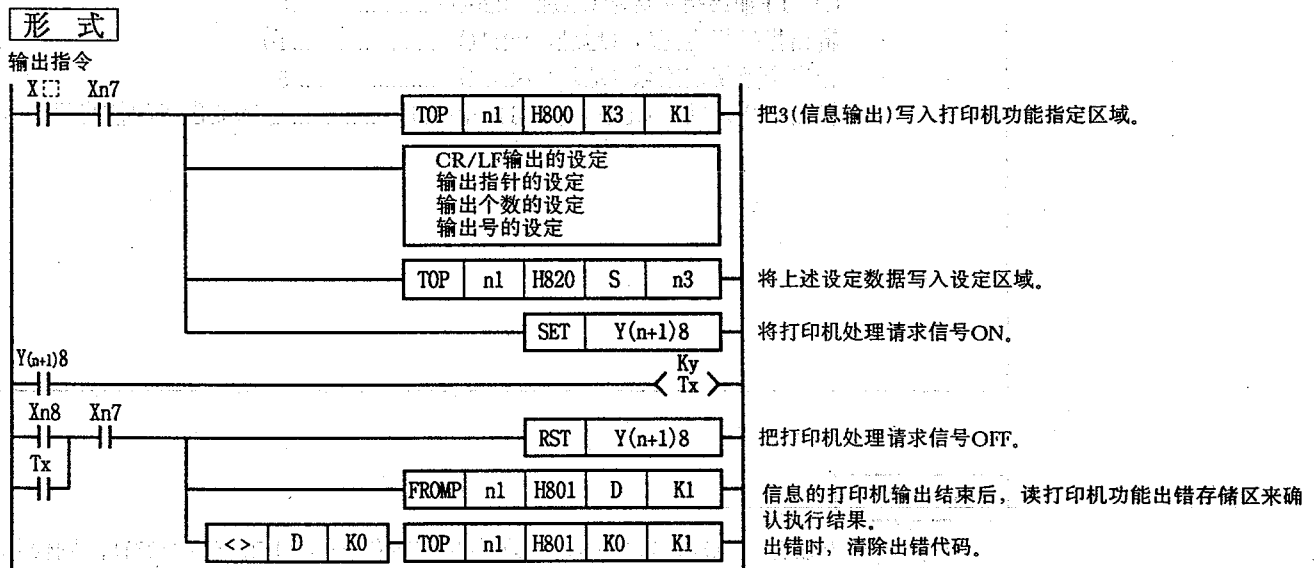 形 式
输出指令
X Xn7
TOP n1 H800 K3 K1 把3(信息输出)写入打印机功能指定区域。
CR/LF输出的设定
输出指针的设定
输出个数的设定
输出号的设定
TOP n1 H820 S n3 将上述设定数据写入设定区域。
SET Y(n+1)8 将打印机处理请求信号ON。
Y(n+1)8
Ky
Tx
Xn8 Xn7
RST Y(n+1)8 把打印机处理请求信号OFF。
Tx
FROMP n1 H801 D K1 信息的打印机输出结束后，读打印机功能出错存储区来确
认执行结果。
<> D K0 TOP n1 H801 K0 K1 出错时，清除出错代码。